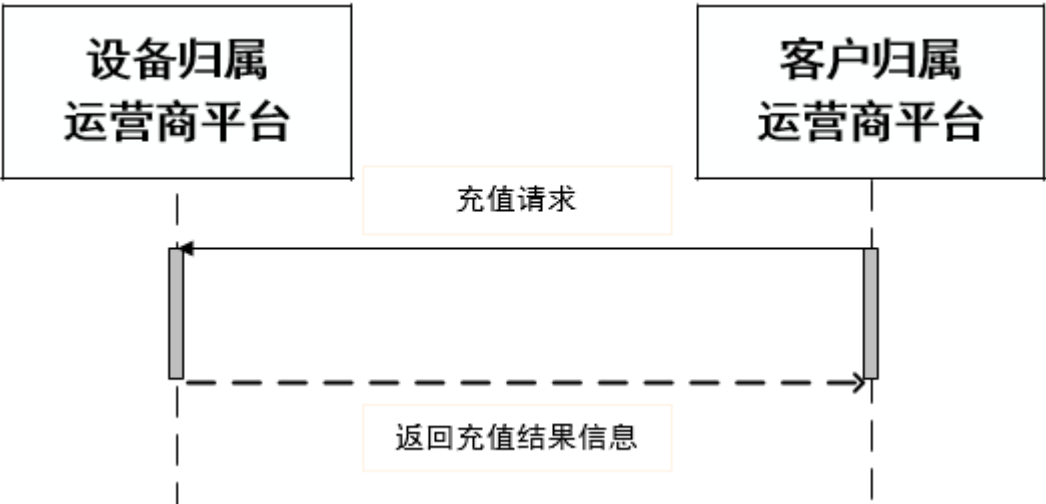 设备归属
运营商平台
客户归属
运营商平台
充值请求
返回充值结果信息